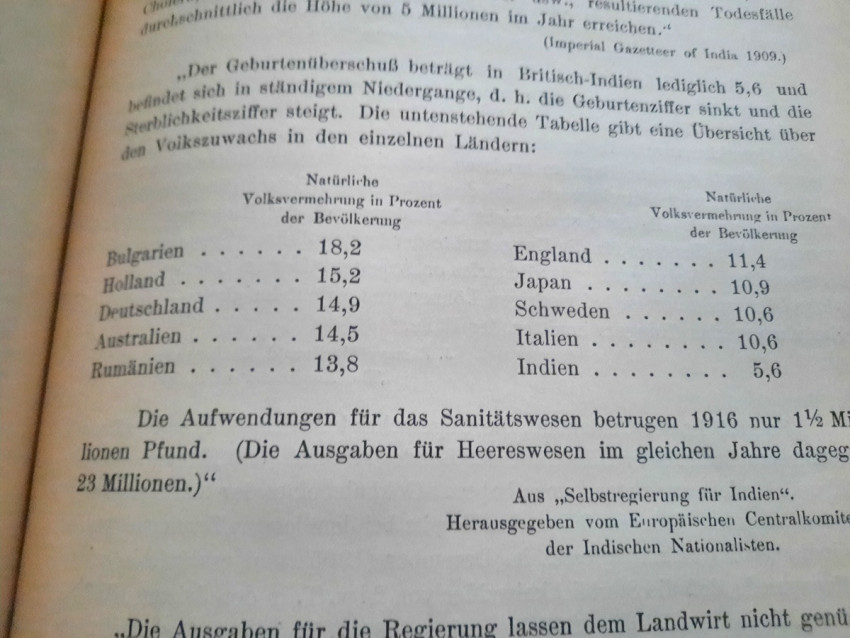 resultierenden Todesfälle
durchschnittlich die Höhe von 5 Millionen im Jahr erreichen.“
(Imperial Gazetteer of India 1909.)
„Der Geburtenüberschuß beträgt in Britisch-Indien lediglich 5,6 und
befindet sich in ständigem Niedergange, d. h. die Geburtenziffer sinkt und die
Sterblichkeitsziffer steigt. Die untenstehende Tabelle gibt eine Übersicht über
den Volkszuwachs in den einzelnen Ländern:
Natürliche
Volksvermehrung in Prozent
der Bevölkerung
Bulgarien . . . . . . 18,2
Holland . . . . . . . 15,2
Deutschland . . . . . 14,9
Australien . . . . . . 14,5
Rumänien . . . . . . 13,8
Natürliche
Volksvermehrung in Prozent
der Bevölkerung
England . . . . . . . 11,4
Japan . . . . . . . . 10,9
Schweden . . . . . . 10,6
Italien . . . . . . . . 10,6
Indien . . . . . . . . 5,6
Die Aufwendungen für das Sanitätswesen betrugen 1916 nur 1½ Mi
lionen Pfund. (Die Ausgaben für Heereswesen im gleichen Jahre dageg
23 Millionen.)“
Aus „Selbstregierung für Indien“.
Herausgegeben vom Europäischen Centralkomite
der Indischen Nationalisten.
„Die Ausgaben für die Regierung lassen dem Landwirt nicht genü